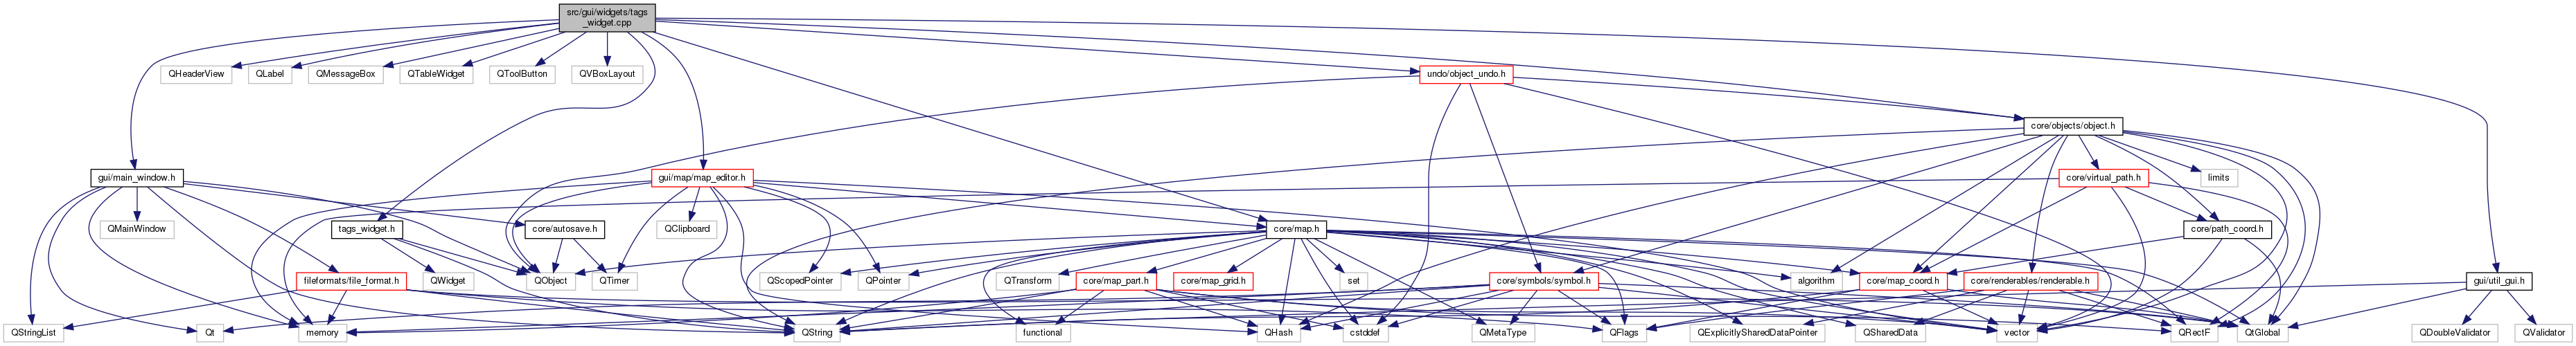 src/gui/widgets/tags
_widget.cpp
QHeaderView
QLabel
QMessageBox
QTableWidget
QToolButton
QVBoxLayout
undo/object_undo.h
core/objects/object.h
gui/main_window.h
gui/map/map_editor.h
core/virtual_path.h
limits
QMainWindow
tags_widget.h
core/autosave.h
QClipboard
core/map.h
core/path_coord.h
fileformats/file_format.h
QWidget
QObject
QTimer
QScopedPointer
QPointer
QTransform
core/map_part.h
core/map_grid.h
set
core/symbols/symbol.h
algorithm
core/map_coord.h
core/renderables/renderable.h
gui/util_gui.h
QStringList
Qt
memory
QString
functional
QHash
cstddef
QMetaType
QFlags
QExplicitlySharedDataPointer
QSharedData
vector
QRectF
QtGlobal
QDoubleValidator
QValidator